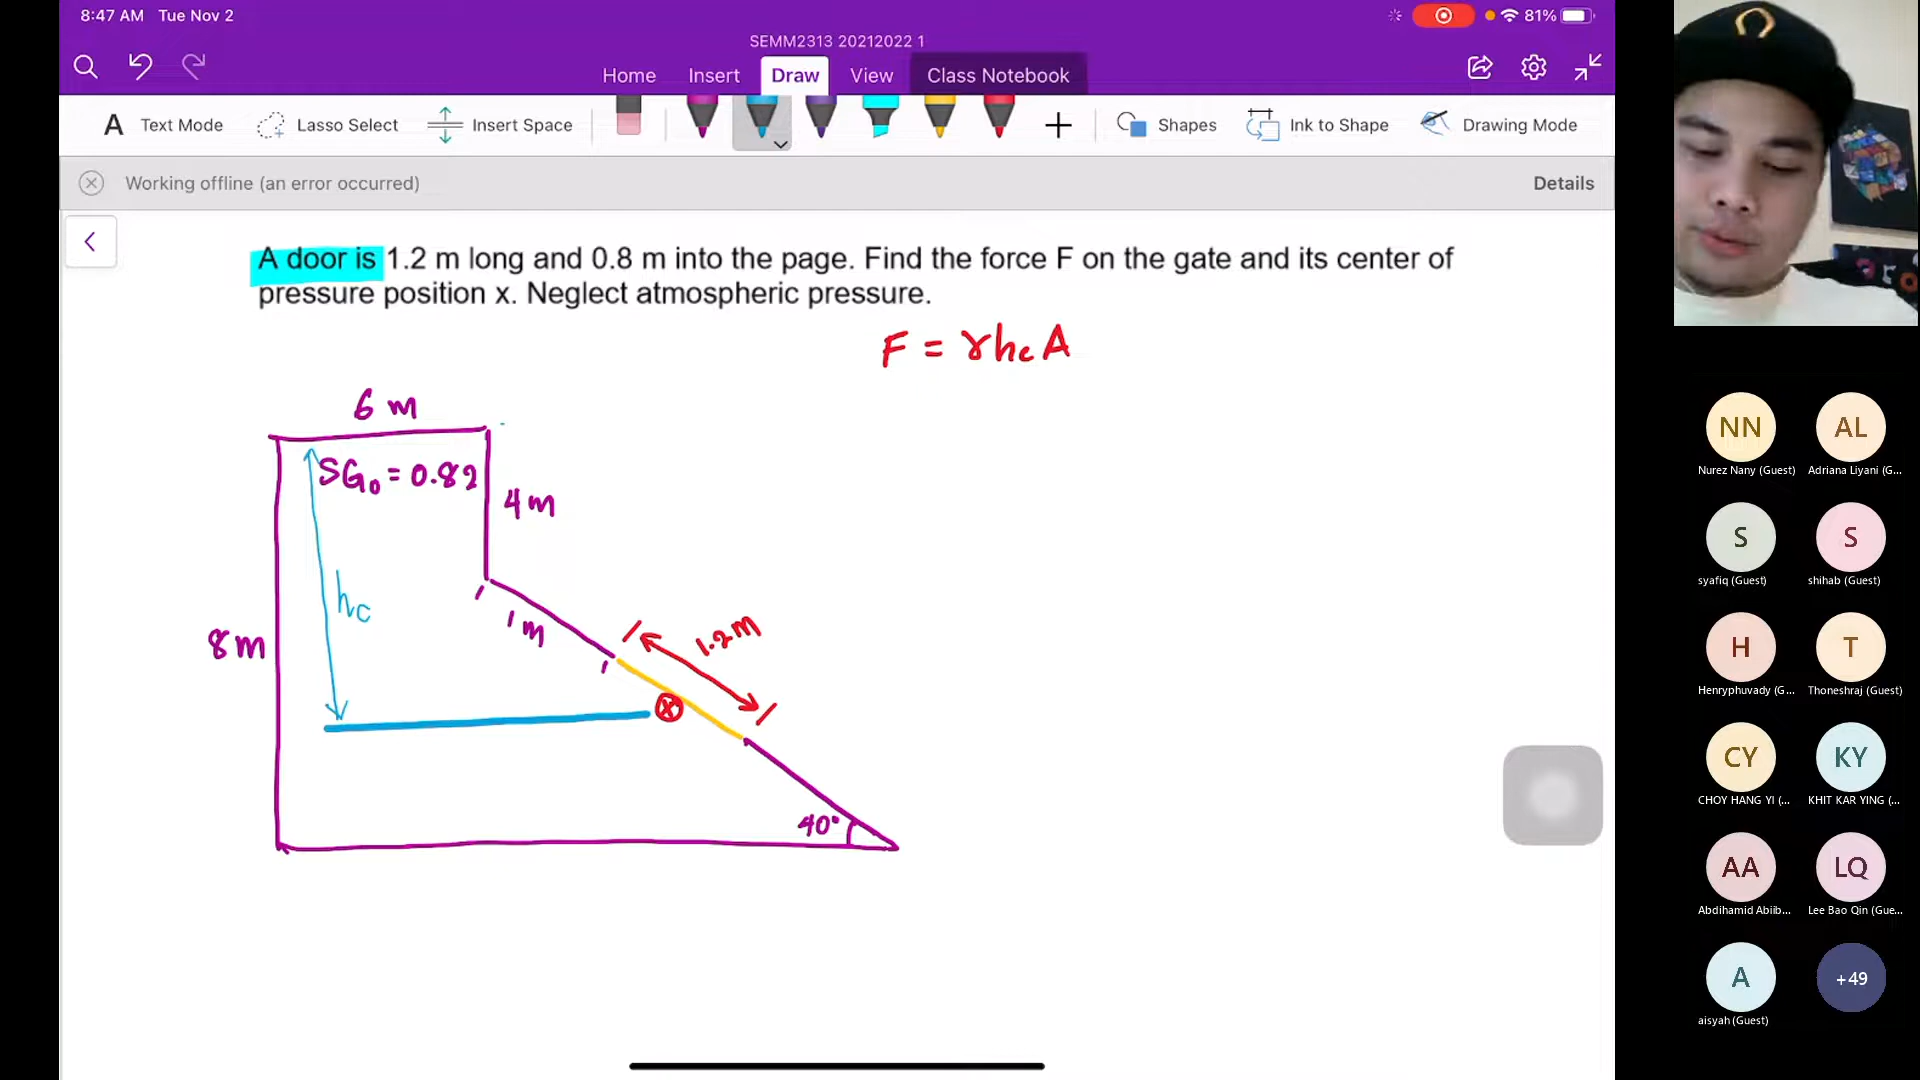 8:47 AM Tue Nov 2
81%
SEMM2313 20212022 1
Home Insert Draw View Class Notebook
A Text Mode Lasso Select Insert Space Shapes Ink to Shape Drawing Mode
Working offline (an error occurred) Details
A door is 1.2 m long and 0.8 m into the page. Find the force F on the gate and its center of
pressure position x. Neglect atmospheric pressure.
F = γhcA
6 m
SG₀ = 0.82
4m
hc
1m
1.2m
8m
40°
NN AL
Nurez Nany (Guest) Adriana Liyani (G...
S S
syafiq (Guest) shihab (Guest)
H T
Henryphuvady (G... Thoneshraj (Guest)
CY KY
CHOY HANG YI (... KHIT KAR YING (...
AA LQ
Abdihamid Abiib... Lee Bao Qin (Gue...
A +49
aisyah (Guest)